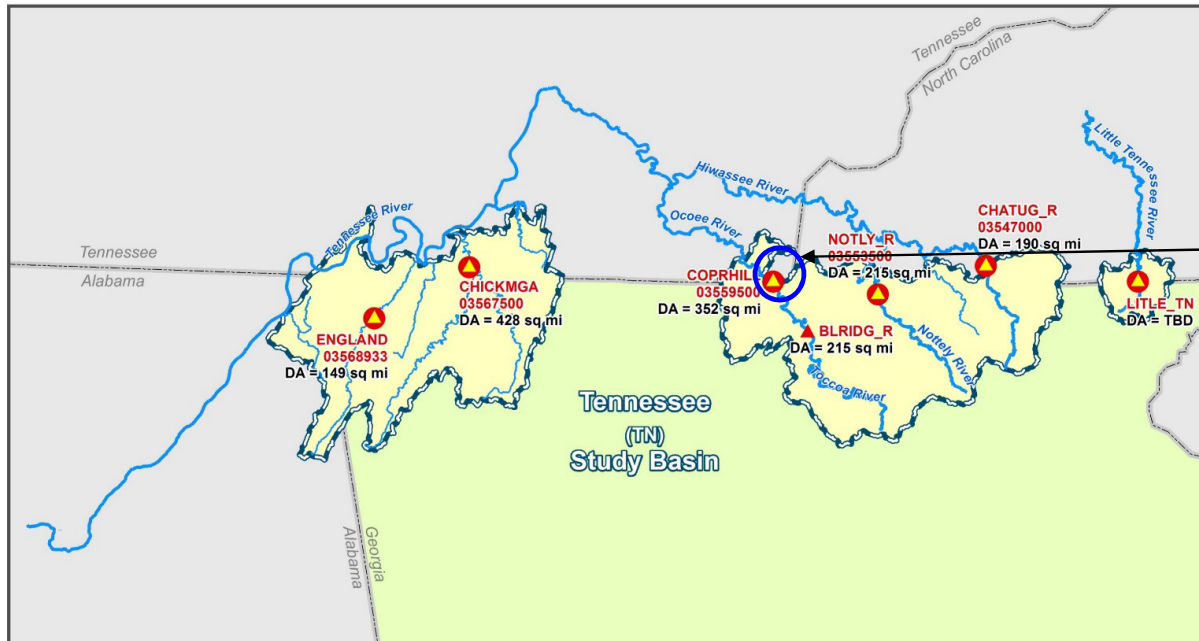 Tennessee
North Carolina
Little Tennessee River
Hiwassee River
Ocoee River
Tennessee River
CHATUG_R
03547000
DA = 190 sq mi
NOTLY_R
03553500
DA = 215 sq mi
Tennessee
Alabama
CHICKMGA
03567500
DA = 428 sq mi
COPRHIL
03559500
DA = 352 sq mi
LITLE_TN
DA = TBD
ENGLAND
03568933
DA = 149 sq mi
BLRIDG_R
215 sq mi
Nottely River
Toccoal River
Tennessee
(TN)
Study Basin
Georgia
Alabama